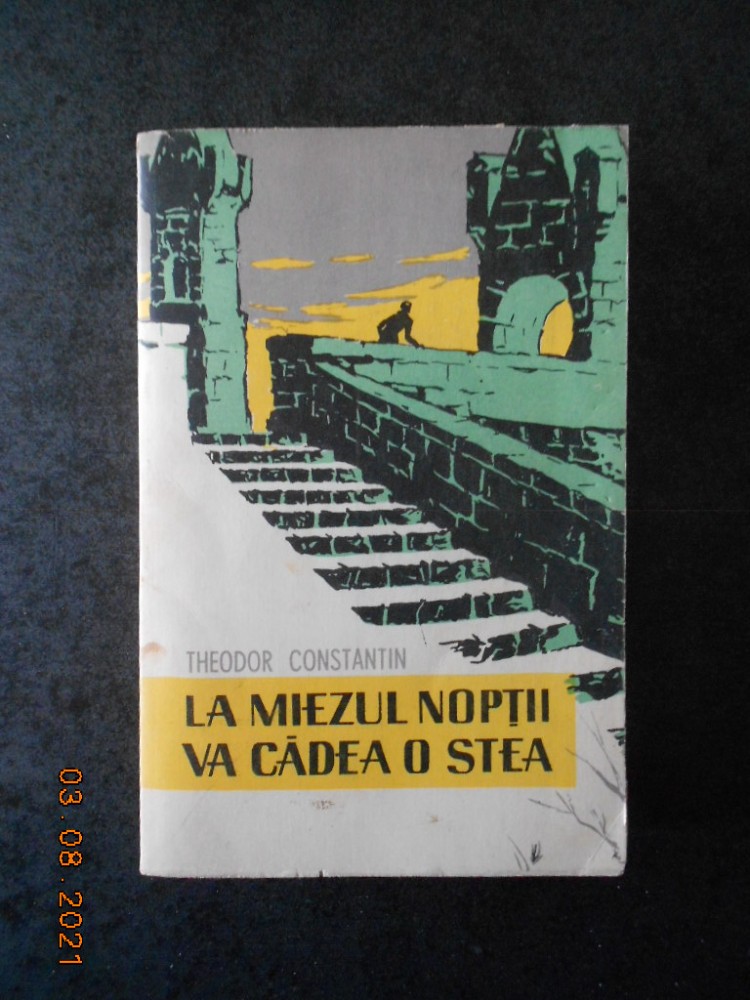 THEODOR CONSTANTIN
LA MIEZUL NOPȚII
VA CĂDEA O STEA
03.08.2021